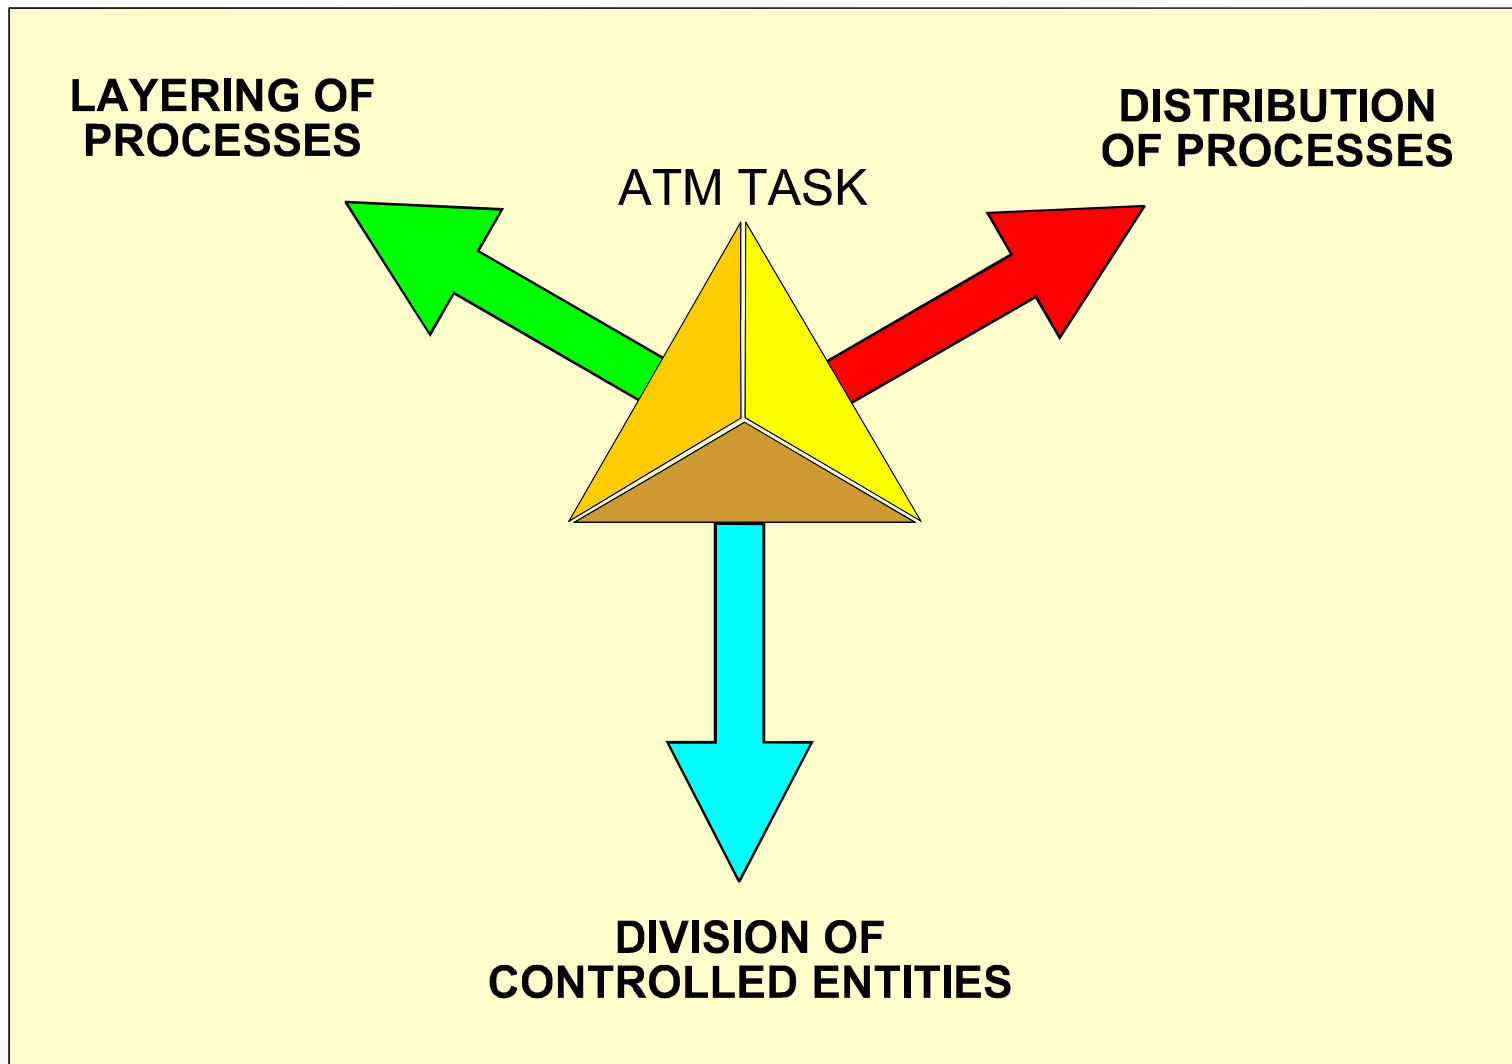 LAYERING OF
PROCESSES
DISTRIBUTION
OF PROCESSES
ATM TASK
DIVISION OF
CONTROLLED ENTITIES